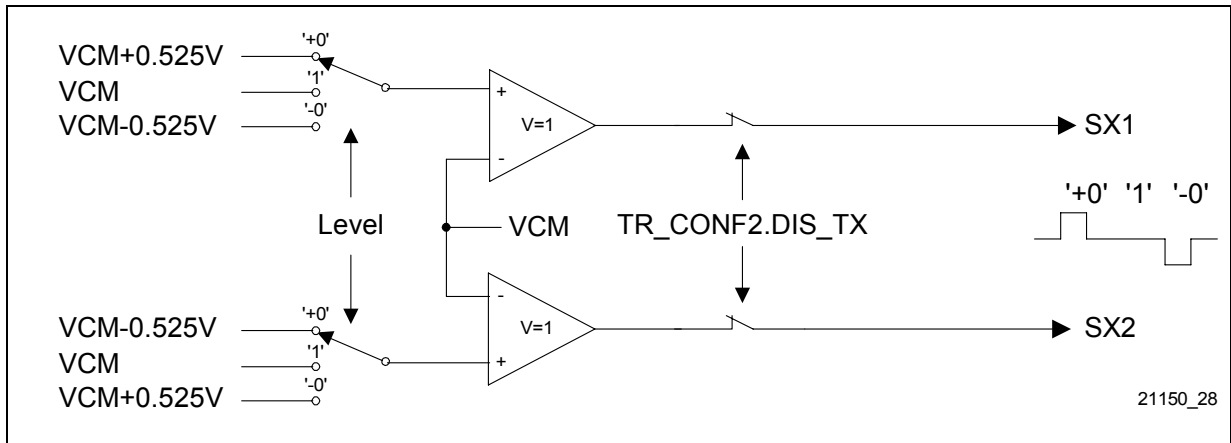 VCM+0.525V
'+0'
VCM
'1'
VCM-0.525V
'-0'
+
V=1
-
SX1
Level
VCM
TR_CONF2.DIS_TX
'+0' '1' '-0'
VCM-0.525V
'+0'
VCM
'1'
VCM+0.525V
'-0'
-
V=1
+
SX2
21150_28